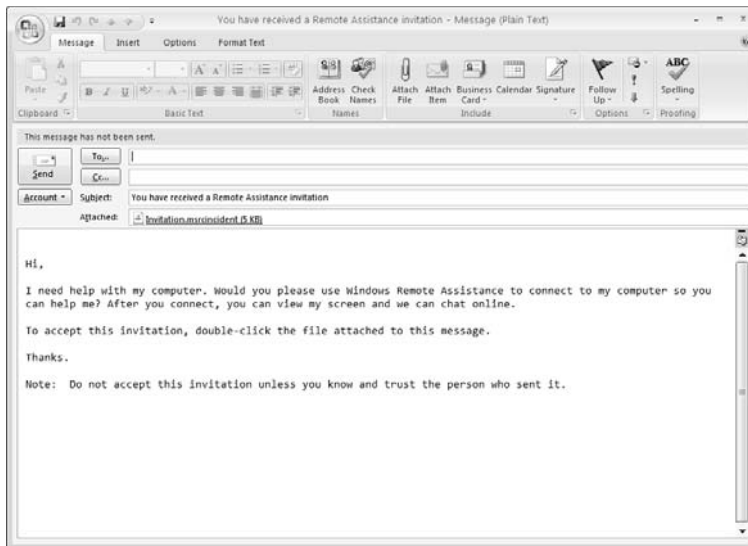 You have received a Remote Assistance invitation - Message (Plain Text)
Message Insert Options Format Text
Paste
B I U
Address Book
Check Names
Attach File
Attach Item
Business Card
Calendar
Signature
Follow Up
ABC
Spelling
Clipboard Basic Text Names Include Options Proofing
This message has not been sent.
Send
To...
Cc...
Account
Subject: You have received a Remote Assistance invitation
Attached: Invitation.msrcincident (5 KB)
Hi,
I need help with my computer. Would you please use Windows Remote Assistance to connect to my computer so you
can help me? After you connect, you can view my screen and we can chat online.
To accept this invitation, double-click the file attached to this message.
Thanks.
Note: Do not accept this invitation unless you know and trust the person who sent it.